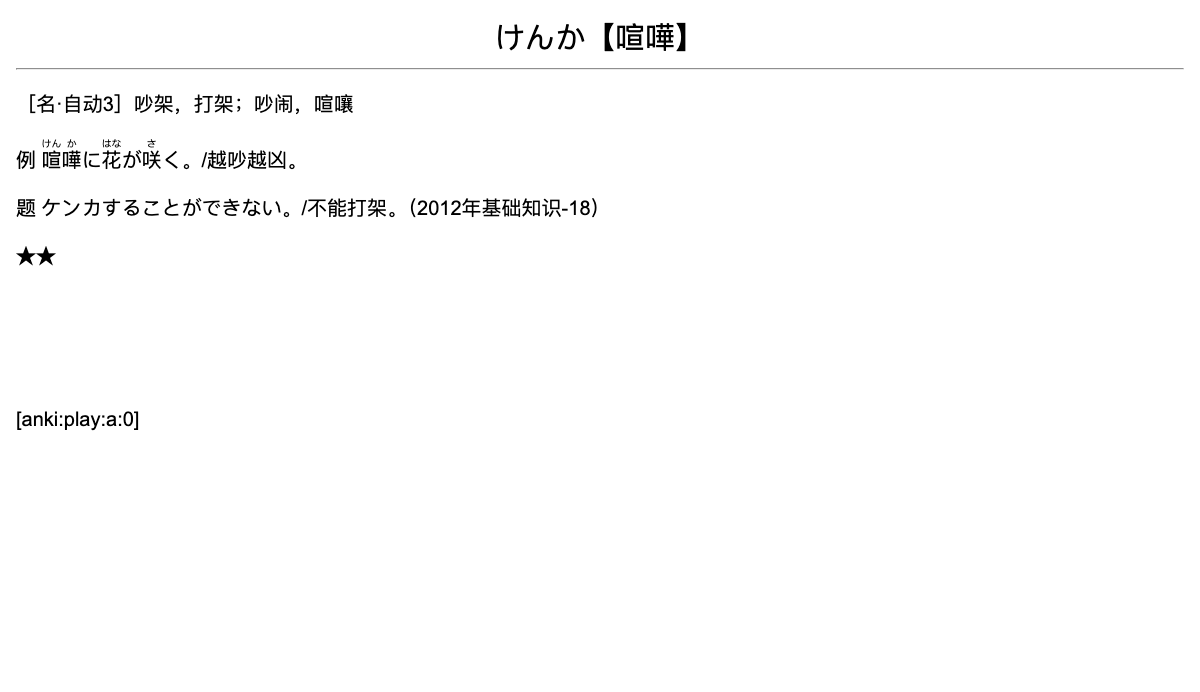 けんか【喧嘩】
［名·自动3］吵架，打架；吵闹，喧嚷
けん か はな さ
例 喧嘩に花が咲く。/越吵越凶。
题 ケンカすることができない。/不能打架。（2012年基础知识-18）
★★
[anki:play:a:0]